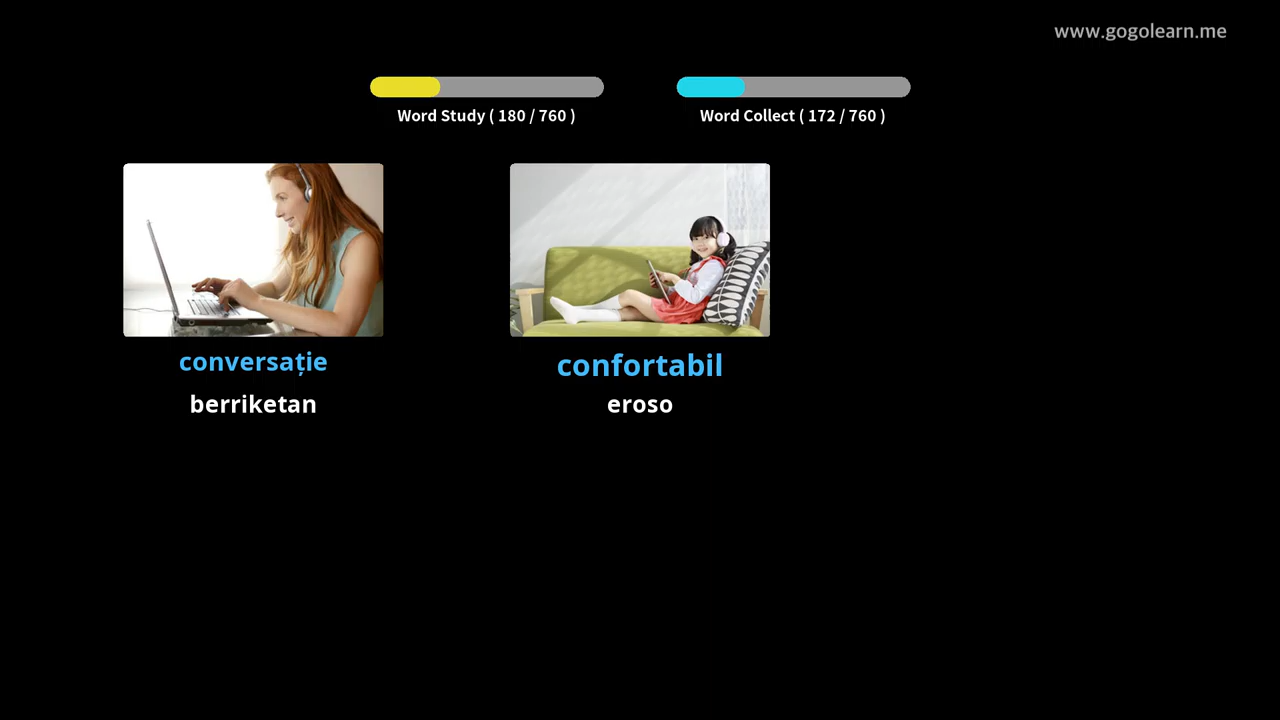 www.gogolearn.me
Word Study ( 180 / 760 )
Word Collect ( 172 / 760 )
conversație
berriketan
confortabil
eroso